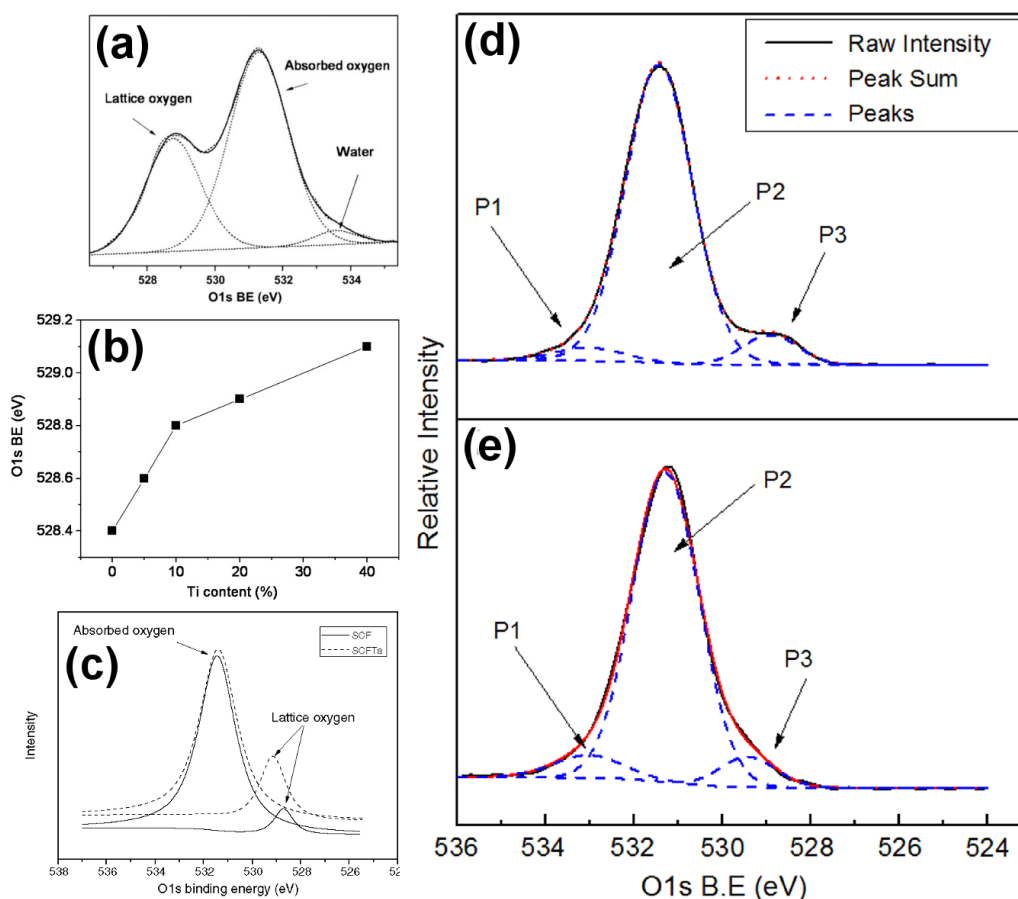 (a)
Lattice oxygen
Absorbed oxygen
Water
528 530 532 534
O1s BE (eV)
(b)
529.2
529.0
528.8
528.6
528.4
O1s BE (eV)
0 10 20 30 40
Ti content (%)
(c)
Absorbed oxygen
SCF
SCFTa
Lattice oxygen
Intensity
537 534 532 530 528 526 52
O1s binding energy (eV)
(d)
Raw Intensity
Peak Sum
Peaks
P1
P2
P3
(e)
P1
P2
P3
Relative Intensity
536 534 532 530 528 526 524
O1s B.E (eV)